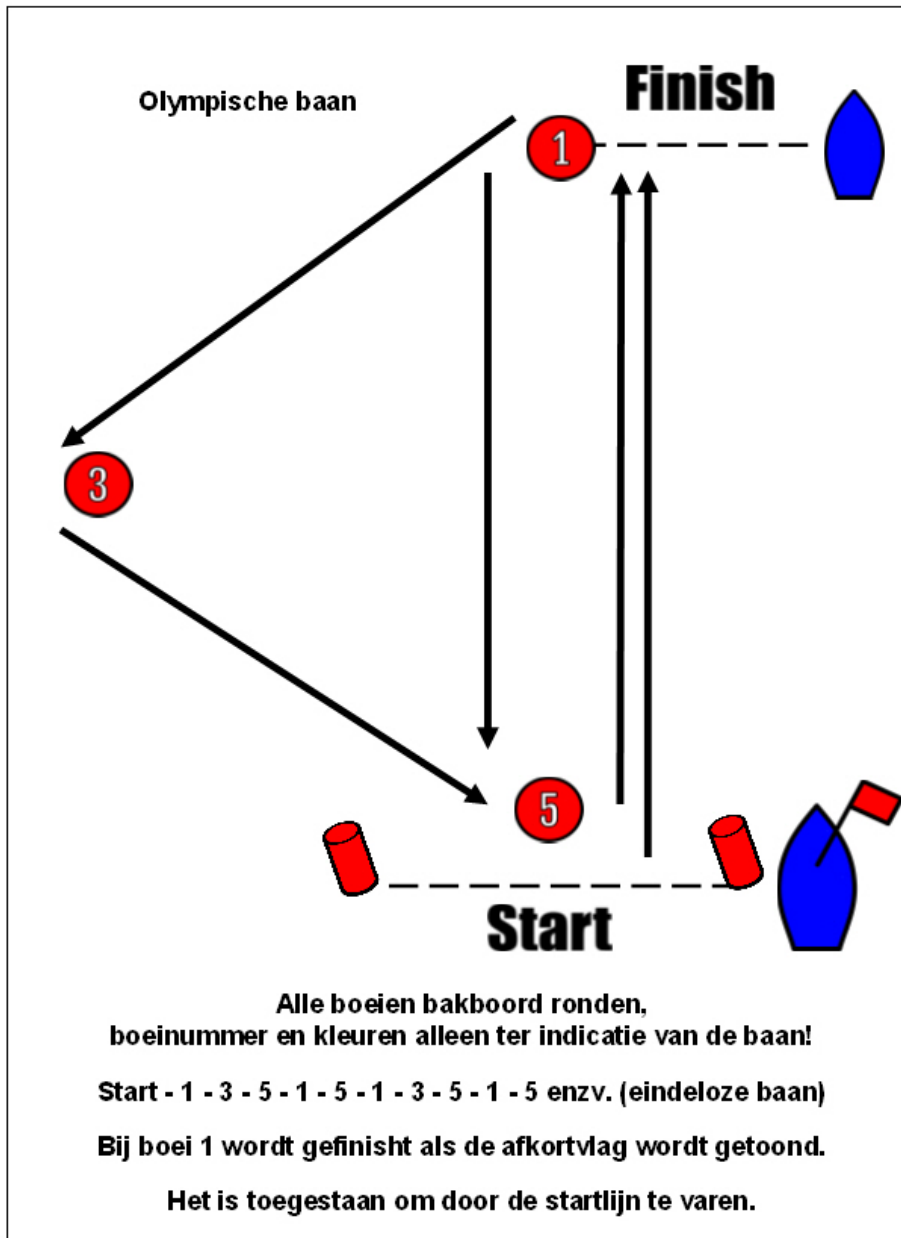 Olympische baan
Finish
1
3
5
Start
Alle boeien bakboord ronden,
boeinummer en kleuren alleen ter indicatie van de baan!
Start - 1 - 3 - 5 - 1 - 5 - 1 - 3 - 5 - 1 - 5 enzv. (eindeloze baan)
Bij boei 1 wordt gefinisht als de afkortvlag wordt getoond.
Het is toegestaan om door de startlijn te varen.